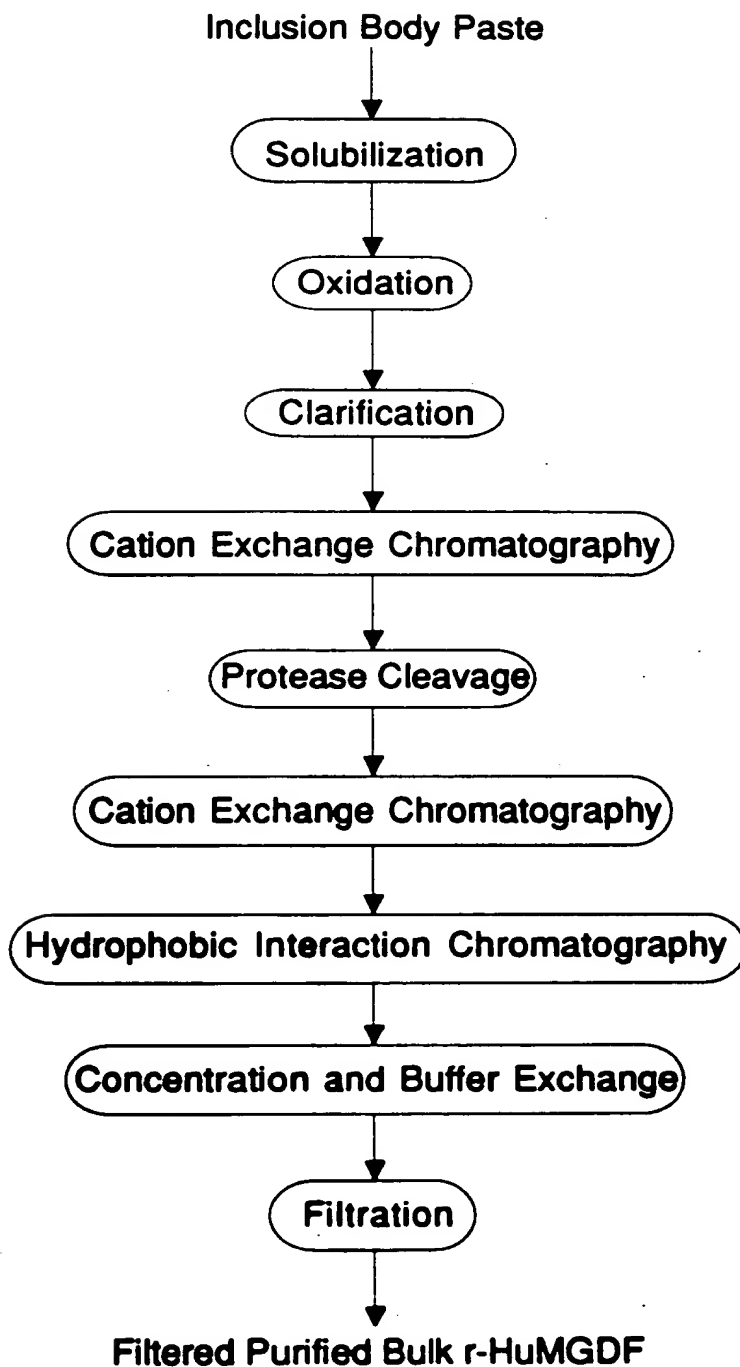 Inclusion Body Paste
Solubilization
Oxidation
Clarification
Cation Exchange Chromatography
Protease Cleavage
Cation Exchange Chromatography
Hydrophobic Interaction Chromatography
Concentration and Buffer Exchange
Filtration
Filtered Purified Bulk r-HuMGDF